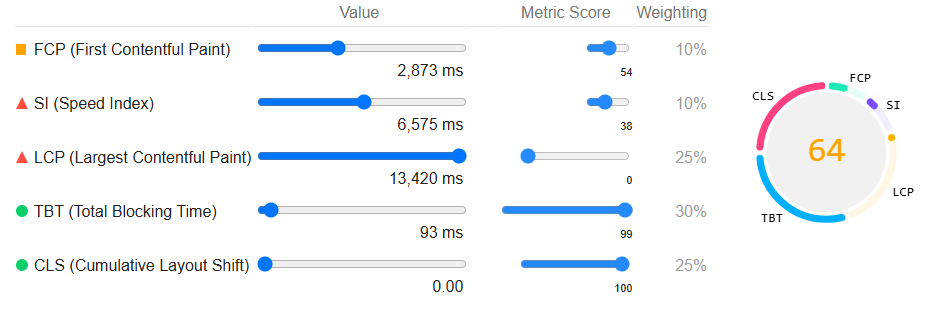 Value Metric Score Weighting
FCP (First Contentful Paint) 10%
2,873 ms 54
SI (Speed Index) 10%
6,575 ms 38
LCP (Largest Contentful Paint) 25%
13,420 ms 0
TBT (Total Blocking Time) 30%
93 ms 99
CLS (Cumulative Layout Shift) 25%
0.00 100
FCP
SI
LCP
TBT
CLS
64